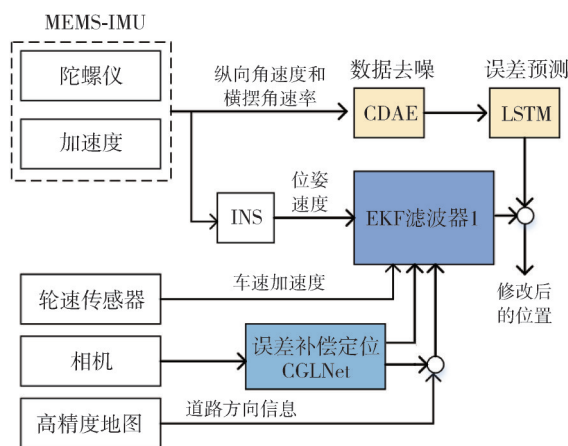 MEMS-IMU
陀螺仪
加速度
纵向角速度和
横摆角速率
数据去噪
CDAE
误差预测
LSTM
INS
位姿
速度
EKF滤波器1
修改后
的位置
轮速传感器
车速加速度
相机
误差补偿定位
CGLNet
高精度地图
道路方向信息